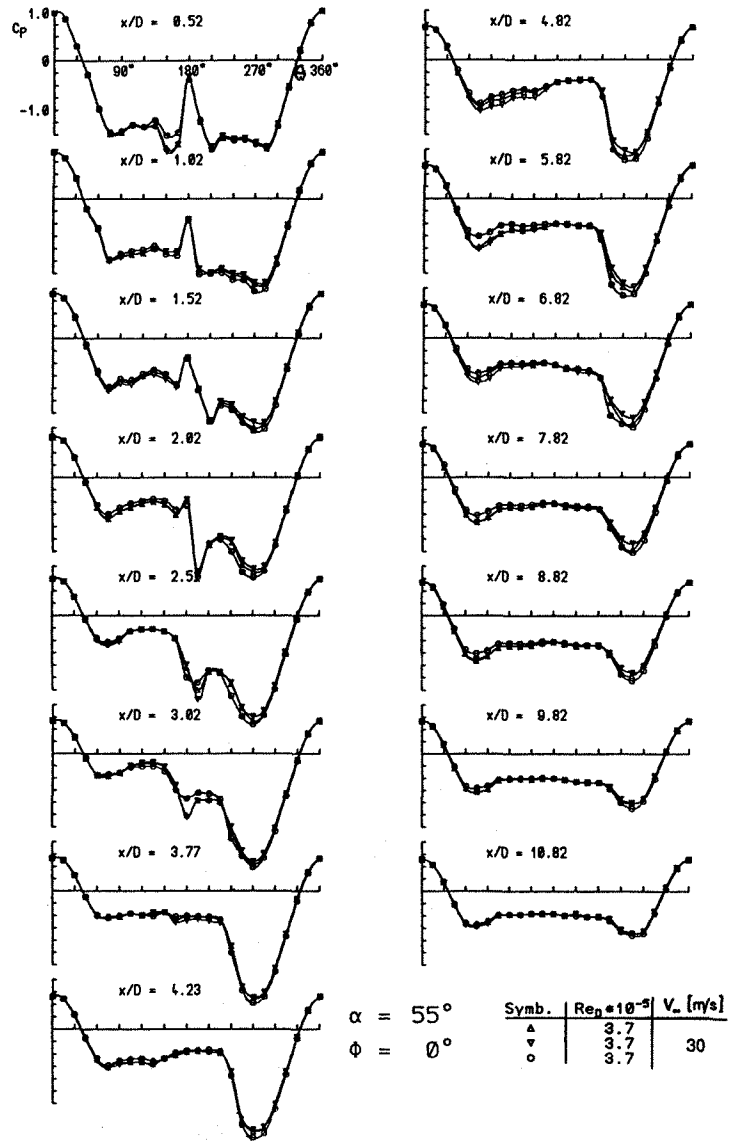 1.0
Cp
x/D = 0.52
0
90° 180° 270° 360°
-1.0
x/D = 1.02
x/D = 1.52
x/D = 2.02
x/D = 2.5
x/D = 3.02
x/D = 3.77
x/D = 4.23
x/D = 4.82
x/D = 5.82
x/D = 6.82
x/D = 7.82
x/D = 8.82
x/D = 9.82
x/D = 10.82
α = 55°
Φ = 0°
Symb. Re_D *10⁻⁵ V∞ [m/s]
△ 3.7
▽ 3.7 30
○ 3.7